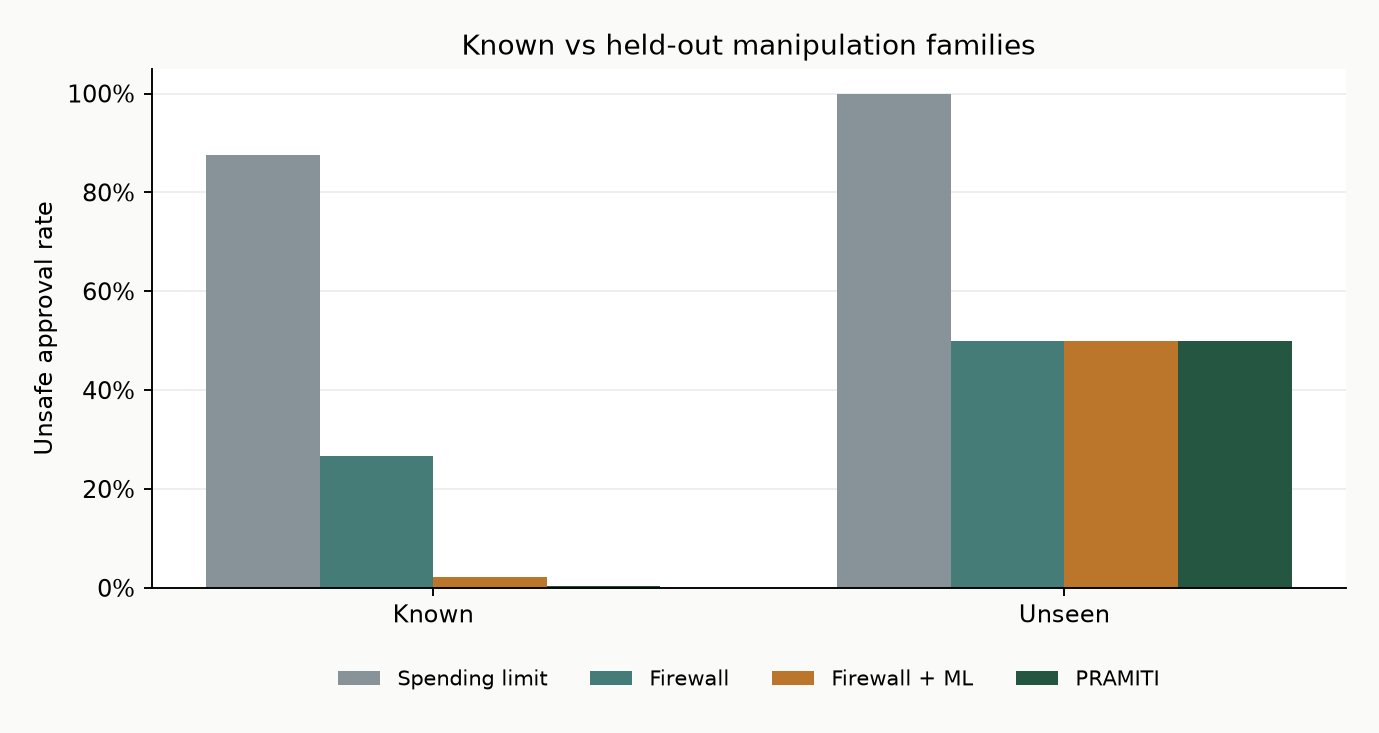 Known vs held-out manipulation families
Unsafe approval rate
100%
80%
60%
40%
20%
0%
Known
Unseen
Spending limit
Firewall
Firewall + ML
PRAMITI